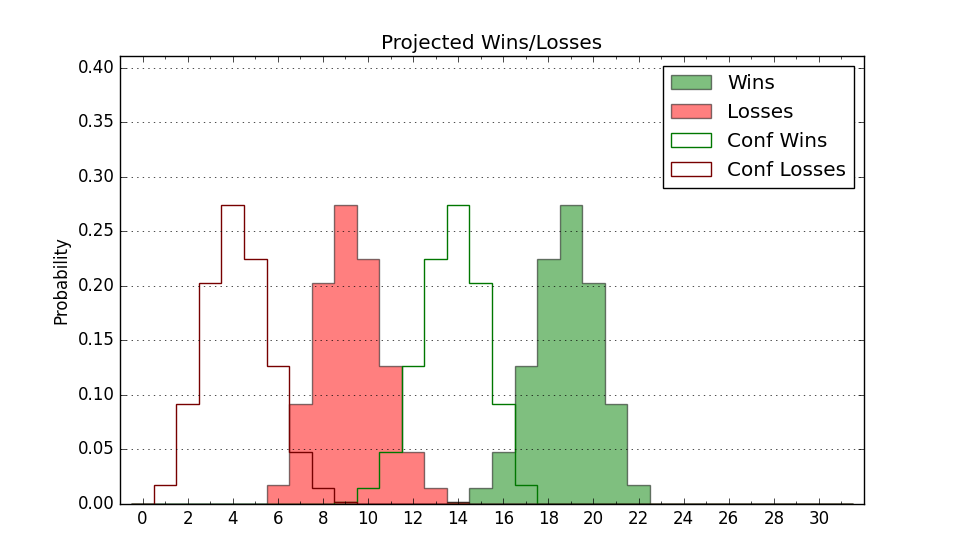 Projected Wins/Losses
0.40
0.35
0.30
0.25
0.20
0.15
0.10
0.05
0.00
Probability
Wins
Losses
Conf Wins
Conf Losses
0 2 4 6 8 10 12 14 16 18 20 22 24 26 28 30